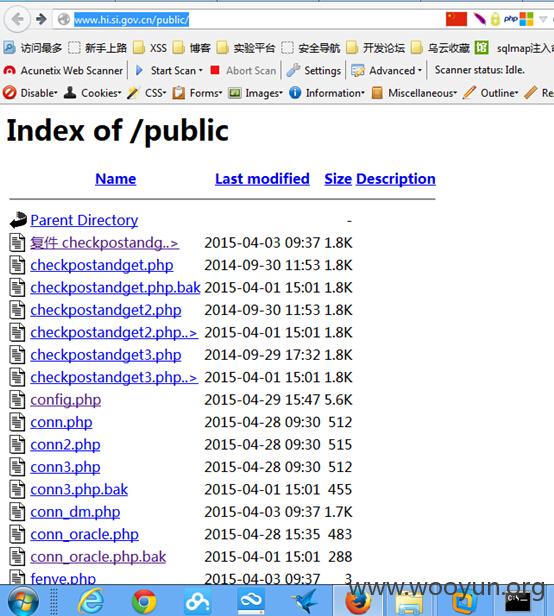 www.hi.si.gov.cn/public/
php
访问最多 新手上路 XSS 博客 实验平台 安全导航 开发论坛 乌云收藏 馆 sqlmap注入命
Acunetix Web Scanner Start Scan Abort Scan Settings Advanced Scanner status: Idle.
Disable Cookies CSS Forms Images Information Miscellaneous Outline Re
Index of /public
Name Last modified Size Description
Parent Directory -
复件 checkpostandg..> 2015-04-03 09:37 1.8K
checkpostandget.php 2014-09-30 11:53 1.8K
checkpostandget.php.bak 2015-04-01 15:01 1.8K
checkpostandget2.php 2014-09-30 11:53 1.8K
checkpostandget2.php..> 2015-04-01 15:01 1.8K
checkpostandget3.php 2014-09-29 17:32 1.8K
checkpostandget3.php..> 2015-04-01 15:01 1.8K
config.php 2015-04-29 15:47 5.6K
conn.php 2015-04-28 09:30 512
conn2.php 2015-04-28 09:30 515
conn3.php 2015-04-28 09:30 512
conn3.php.bak 2015-04-01 15:01 455
conn_dm.php 2015-04-03 09:37 1.7K
conn_oracle.php 2015-04-28 15:35 483
conn_oracle.php.bak 2015-04-01 15:01 288
fenye.php 2015-04-03 09:37 3
www.wooyun.org